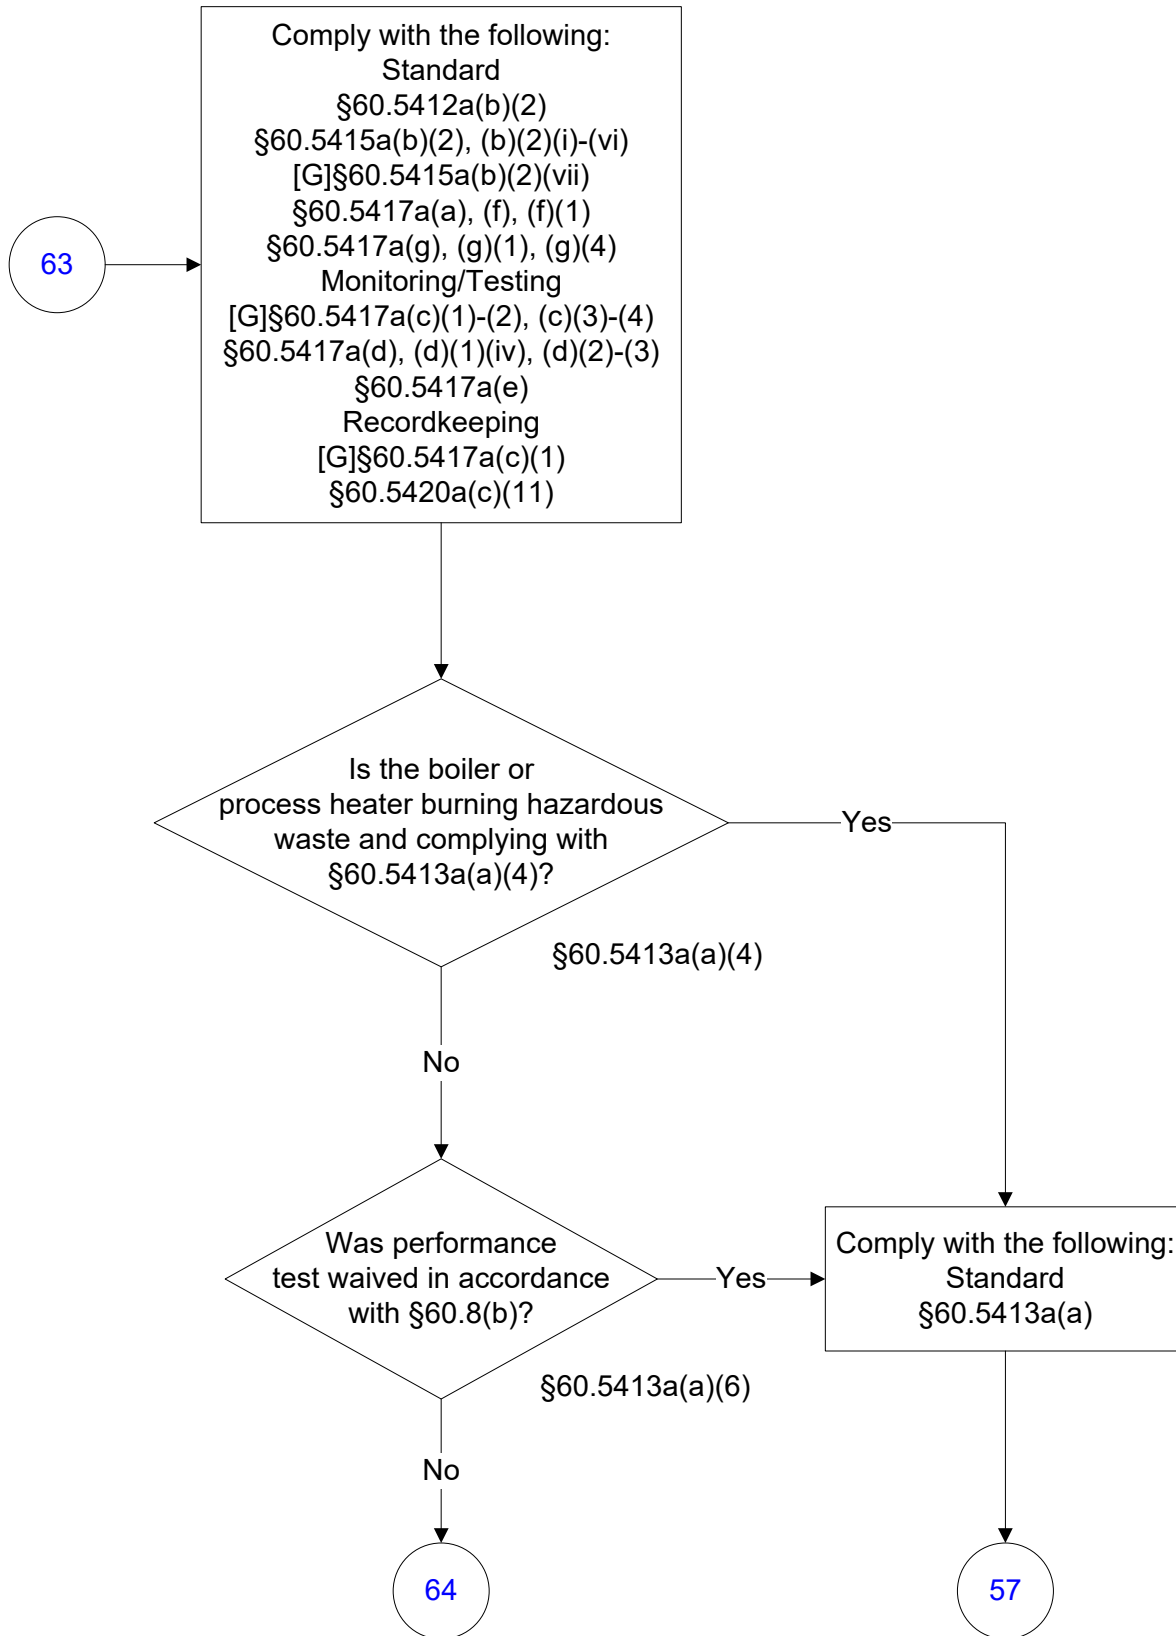 Comply with the following:
Standard
§60.5412a(b)(2)
§60.5415a(b)(2), (b)(2)(i)-(vi)
[G]§60.5415a(b)(2)(vii)
§60.5417a(a), (f), (f)(1)
§60.5417a(g), (g)(1), (g)(4)
Monitoring/Testing
[G]§60.5417a(c)(1)-(2), (c)(3)-(4)
§60.5417a(d), (d)(1)(iv), (d)(2)-(3)
§60.5417a(e)
Recordkeeping
[G]§60.5417a(c)(1)
§60.5420a(c)(11)
63
Is the boiler or
process heater burning hazardous
waste and complying with
§60.5413a(a)(4)?
Yes
§60.5413a(a)(4)
No
Was performance
test waived in accordance
with §60.8(b)?
Yes
Comply with the following:
Standard
§60.5413a(a)
§60.5413a(a)(6)
No
64
57